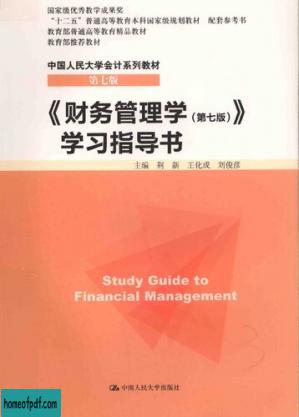 国家级优秀教学成果奖
“十二五”普通高等教育本科国家级规划教材 配套参考书
教育部普通高等教育精品教材
教育部推荐教材
中国人民大学会计系列教材
第七版
《财务管理学（第七版）》
学习指导书
主编 荆 新 王化成 刘俊彦
Study Guide to
Financial Management
中国人民大学出版社
homeofpdf.com